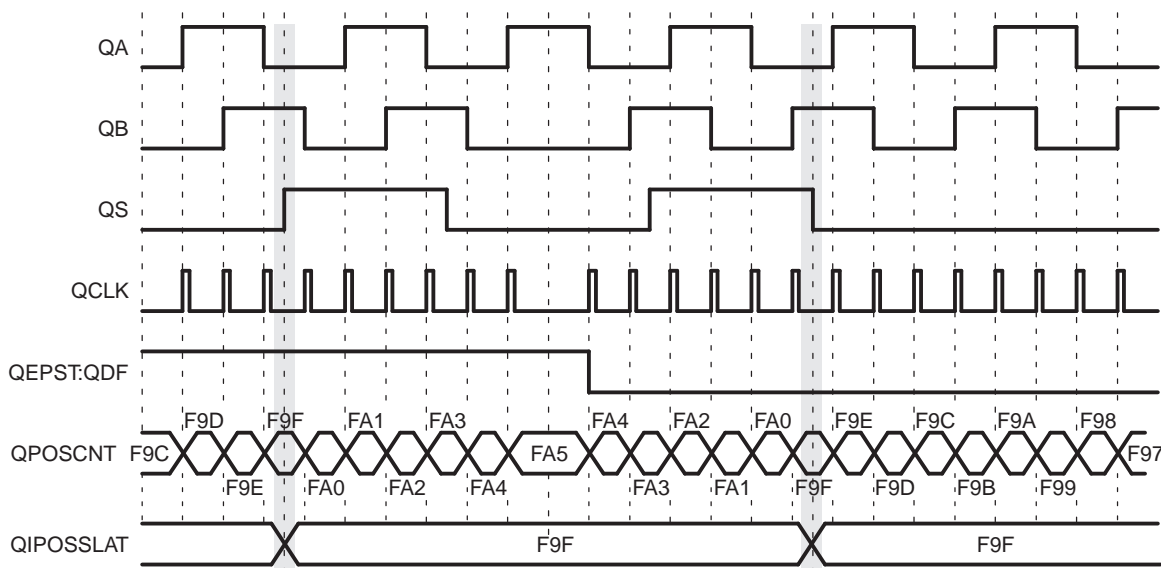 QA
QB
QS
QCLK
QEPST:QDF
F9D F9F FA1 FA3 FA4 FA2 FA0 F9E F9C F9A F98
QPOSCNT F9C FA5 F97
F9E FA0 FA2 FA4 FA3 FA1 F9F F9D F9B F99
QIPOSSLAT F9F F9F